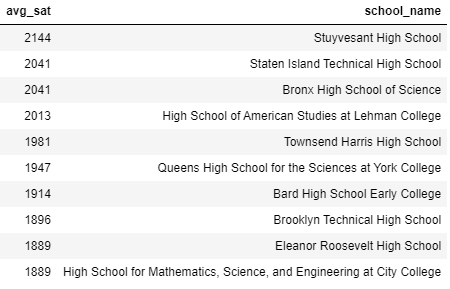 avg_sat school_name
2144 Stuyvesant High School
2041 Staten Island Technical High School
2041 Bronx High School of Science
2013 High School of American Studies at Lehman College
1981 Townsend Harris High School
1947 Queens High School for the Sciences at York College
1914 Bard High School Early College
1896 Brooklyn Technical High School
1889 Eleanor Roosevelt High School
1889 High School for Mathematics, Science, and Engineering at City College